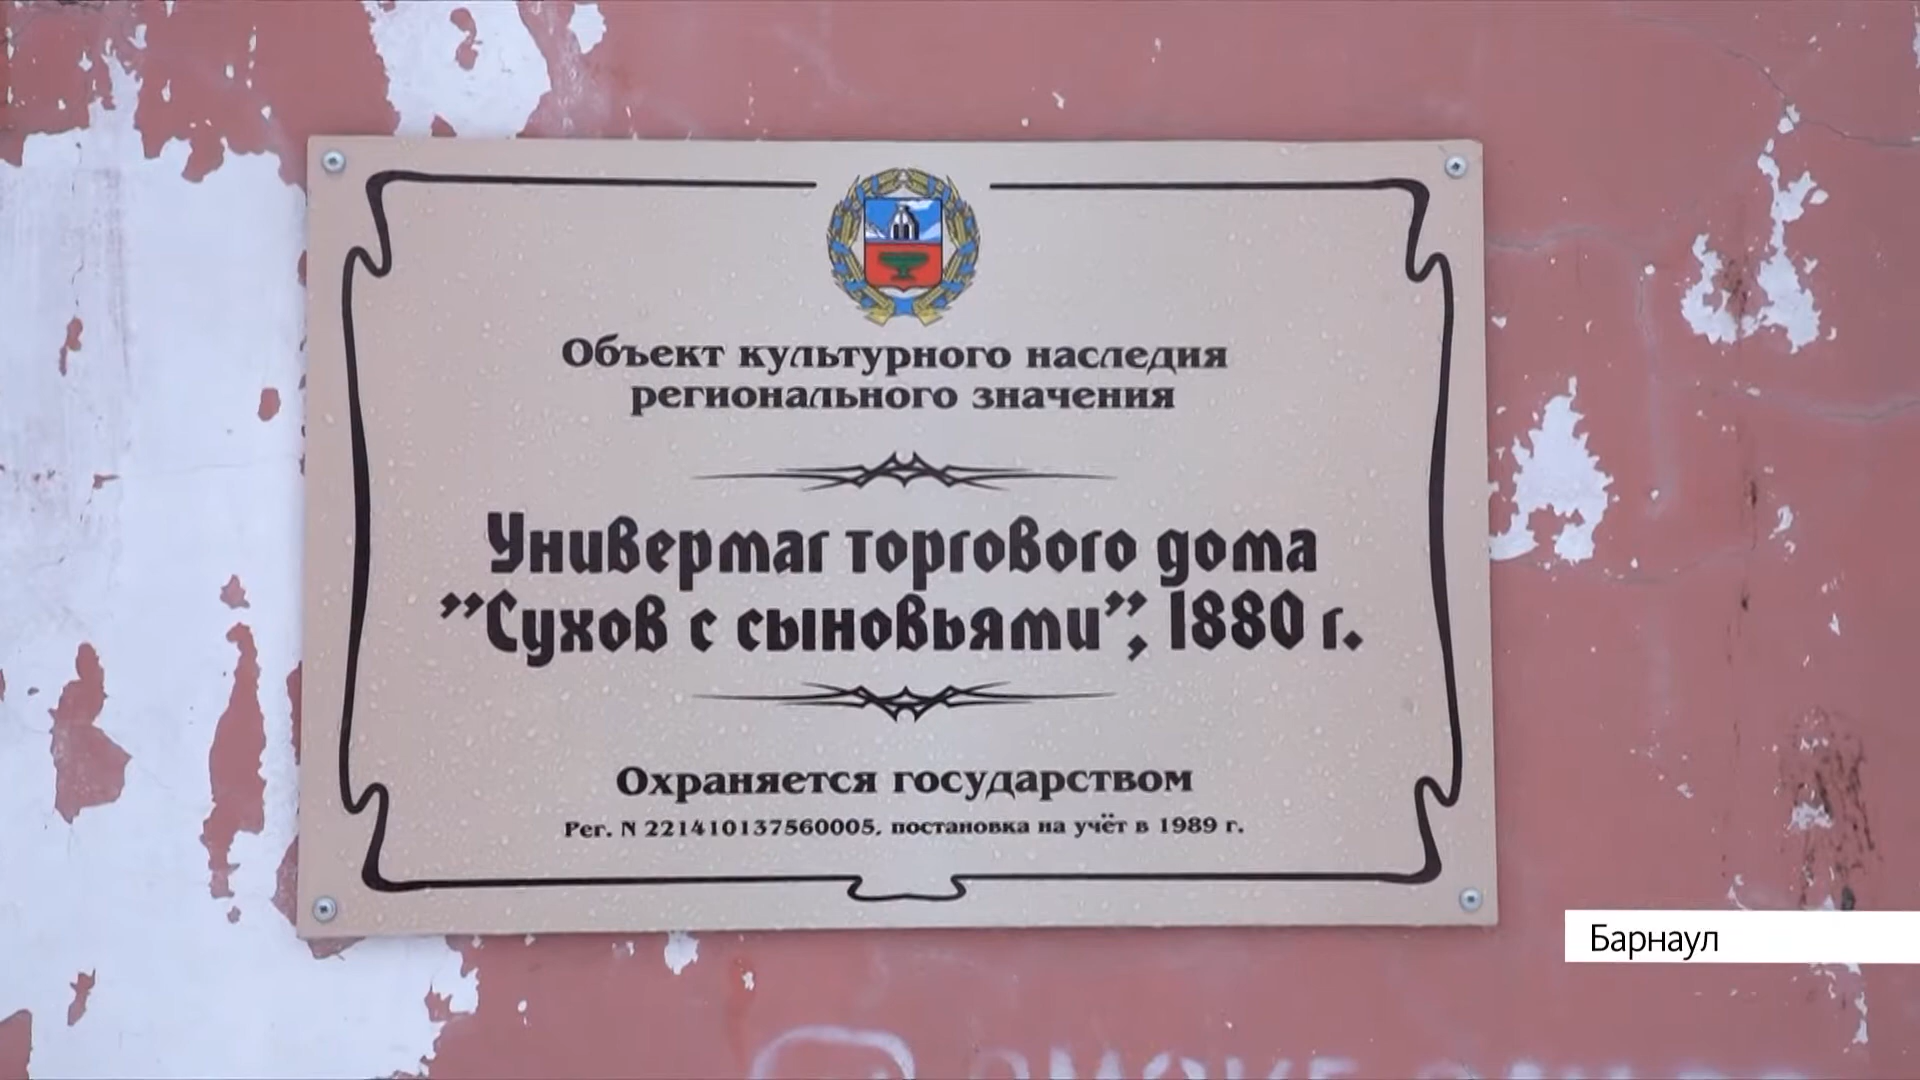 Объект культурного наследия
регионального значения
Универмаг торгового дома
"Сухов с сыновьями", 1880 г.
Охраняется государством
Рег. N 221410137560005, постановка на учёт в 1989 г.
Барнаул